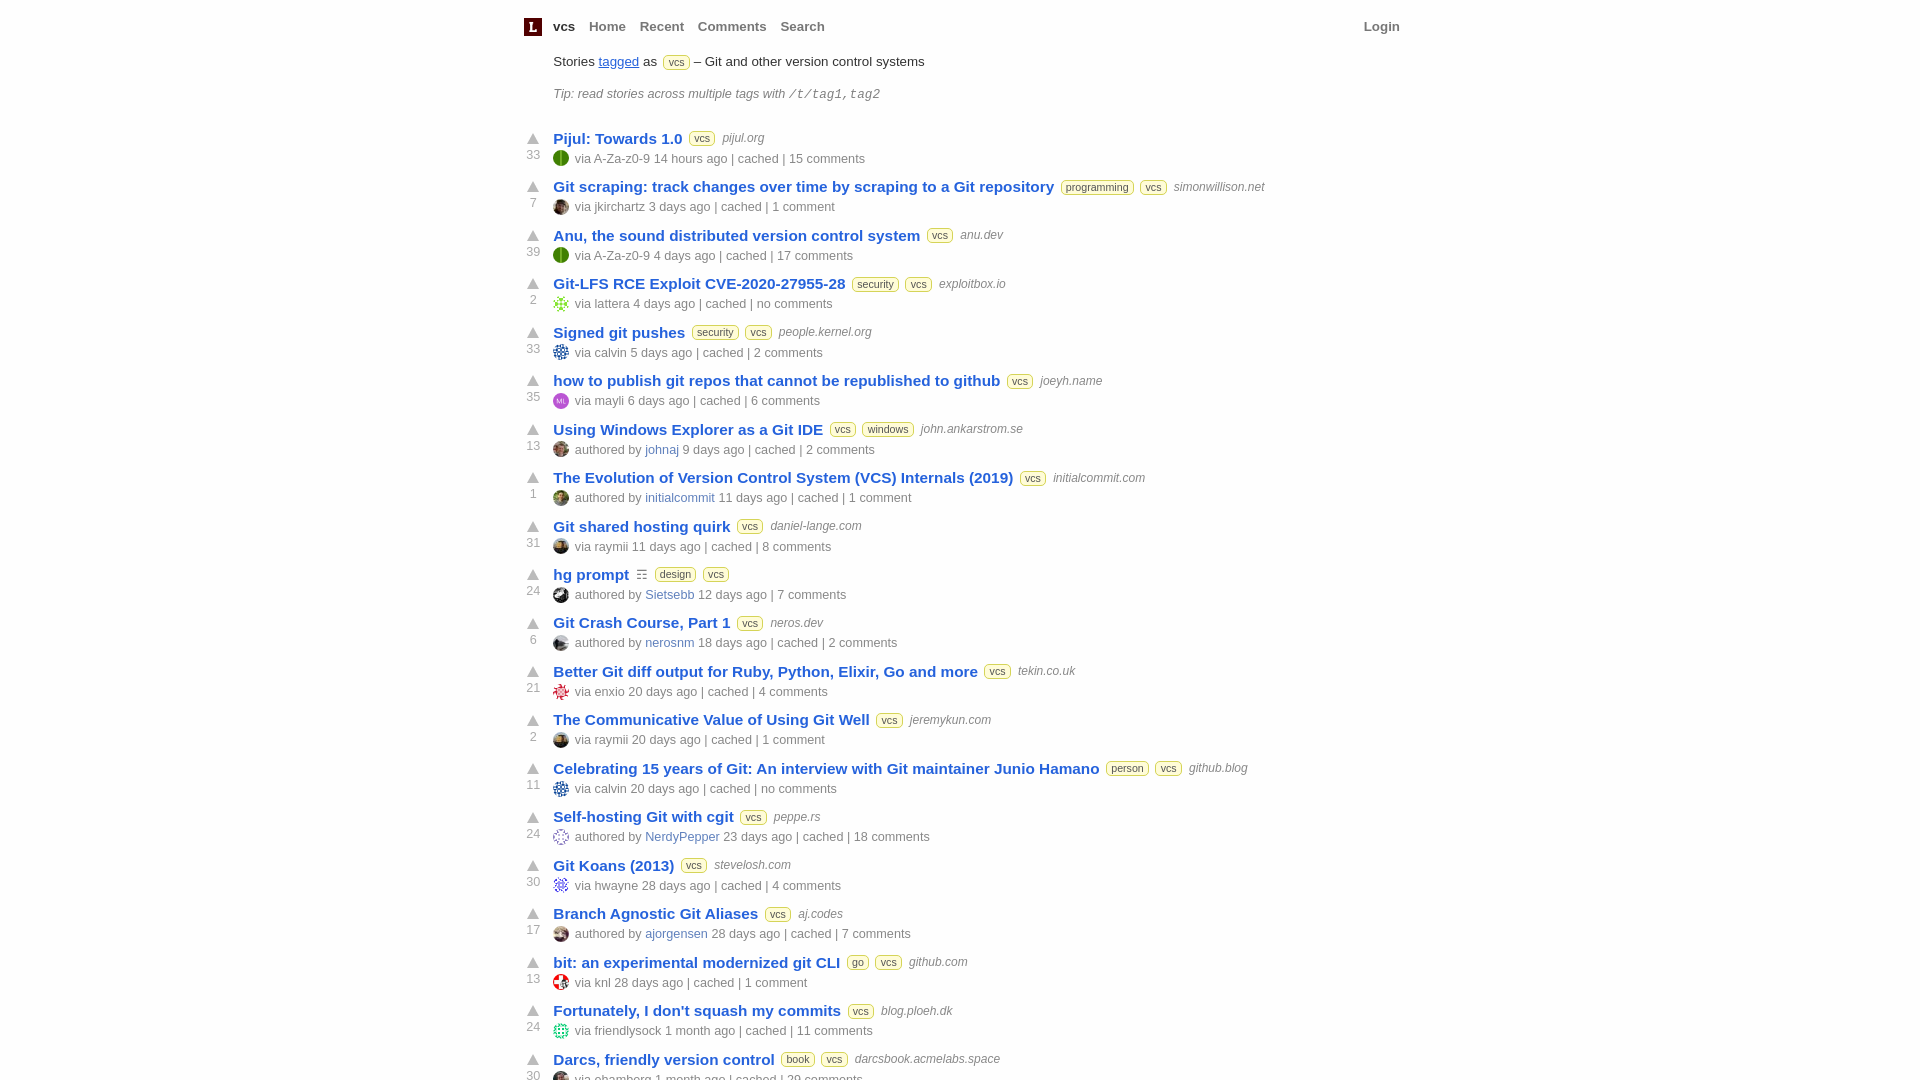 L vcs Home Recent Comments Search Login
Stories tagged as vcs – Git and other version control systems
Tip: read stories across multiple tags with /t/tag1,tag2
Pijul: Towards 1.0 vcs pijul.org
33 via A-Za-z0-9 14 hours ago | cached | 15 comments
Git scraping: track changes over time by scraping to a Git repository programming vcs simonwillison.net
7 via jkirchartz 3 days ago | cached | 1 comment
Anu, the sound distributed version control system vcs anu.dev
39 via A-Za-z0-9 4 days ago | cached | 17 comments
Git-LFS RCE Exploit CVE-2020-27955-28 security vcs exploitbox.io
2 via lattera 4 days ago | cached | no comments
Signed git pushes security vcs people.kernel.org
33 via calvin 5 days ago | cached | 2 comments
how to publish git repos that cannot be republished to github vcs joeyh.name
35 ML via mayli 6 days ago | cached | 6 comments
Using Windows Explorer as a Git IDE vcs windows john.ankarstrom.se
13 authored by johnaj 9 days ago | cached | 2 comments
The Evolution of Version Control System (VCS) Internals (2019) vcs initialcommit.com
1 authored by initialcommit 11 days ago | cached | 1 comment
Git shared hosting quirk vcs daniel-lange.com
31 via raymii 11 days ago | cached | 8 comments
hg prompt ☶ design vcs
24 authored by Sietsebb 12 days ago | 7 comments
Git Crash Course, Part 1 vcs neros.dev
6 authored by nerosnm 18 days ago | cached | 2 comments
Better Git diff output for Ruby, Python, Elixir, Go and more vcs tekin.co.uk
21 via enxio 20 days ago | cached | 4 comments
The Communicative Value of Using Git Well vcs jeremykun.com
2 via raymii 20 days ago | cached | 1 comment
Celebrating 15 years of Git: An interview with Git maintainer Junio Hamano person vcs github.blog
11 via calvin 20 days ago | cached | no comments
Self-hosting Git with cgit vcs peppe.rs
24 authored by NerdyPepper 23 days ago | cached | 18 comments
Git Koans (2013) vcs stevelosh.com
30 via hwayne 28 days ago | cached | 4 comments
Branch Agnostic Git Aliases vcs aj.codes
17 authored by ajorgensen 28 days ago | cached | 7 comments
bit: an experimental modernized git CLI go vcs github.com
13 via knl 28 days ago | cached | 1 comment
Fortunately, I don't squash my commits vcs blog.ploeh.dk
24 via friendlysock 1 month ago | cached | 11 comments
Darcs, friendly version control book vcs darcsbook.acmelabs.space
30 via ehamberg 1 month ago | cached | 29 comments